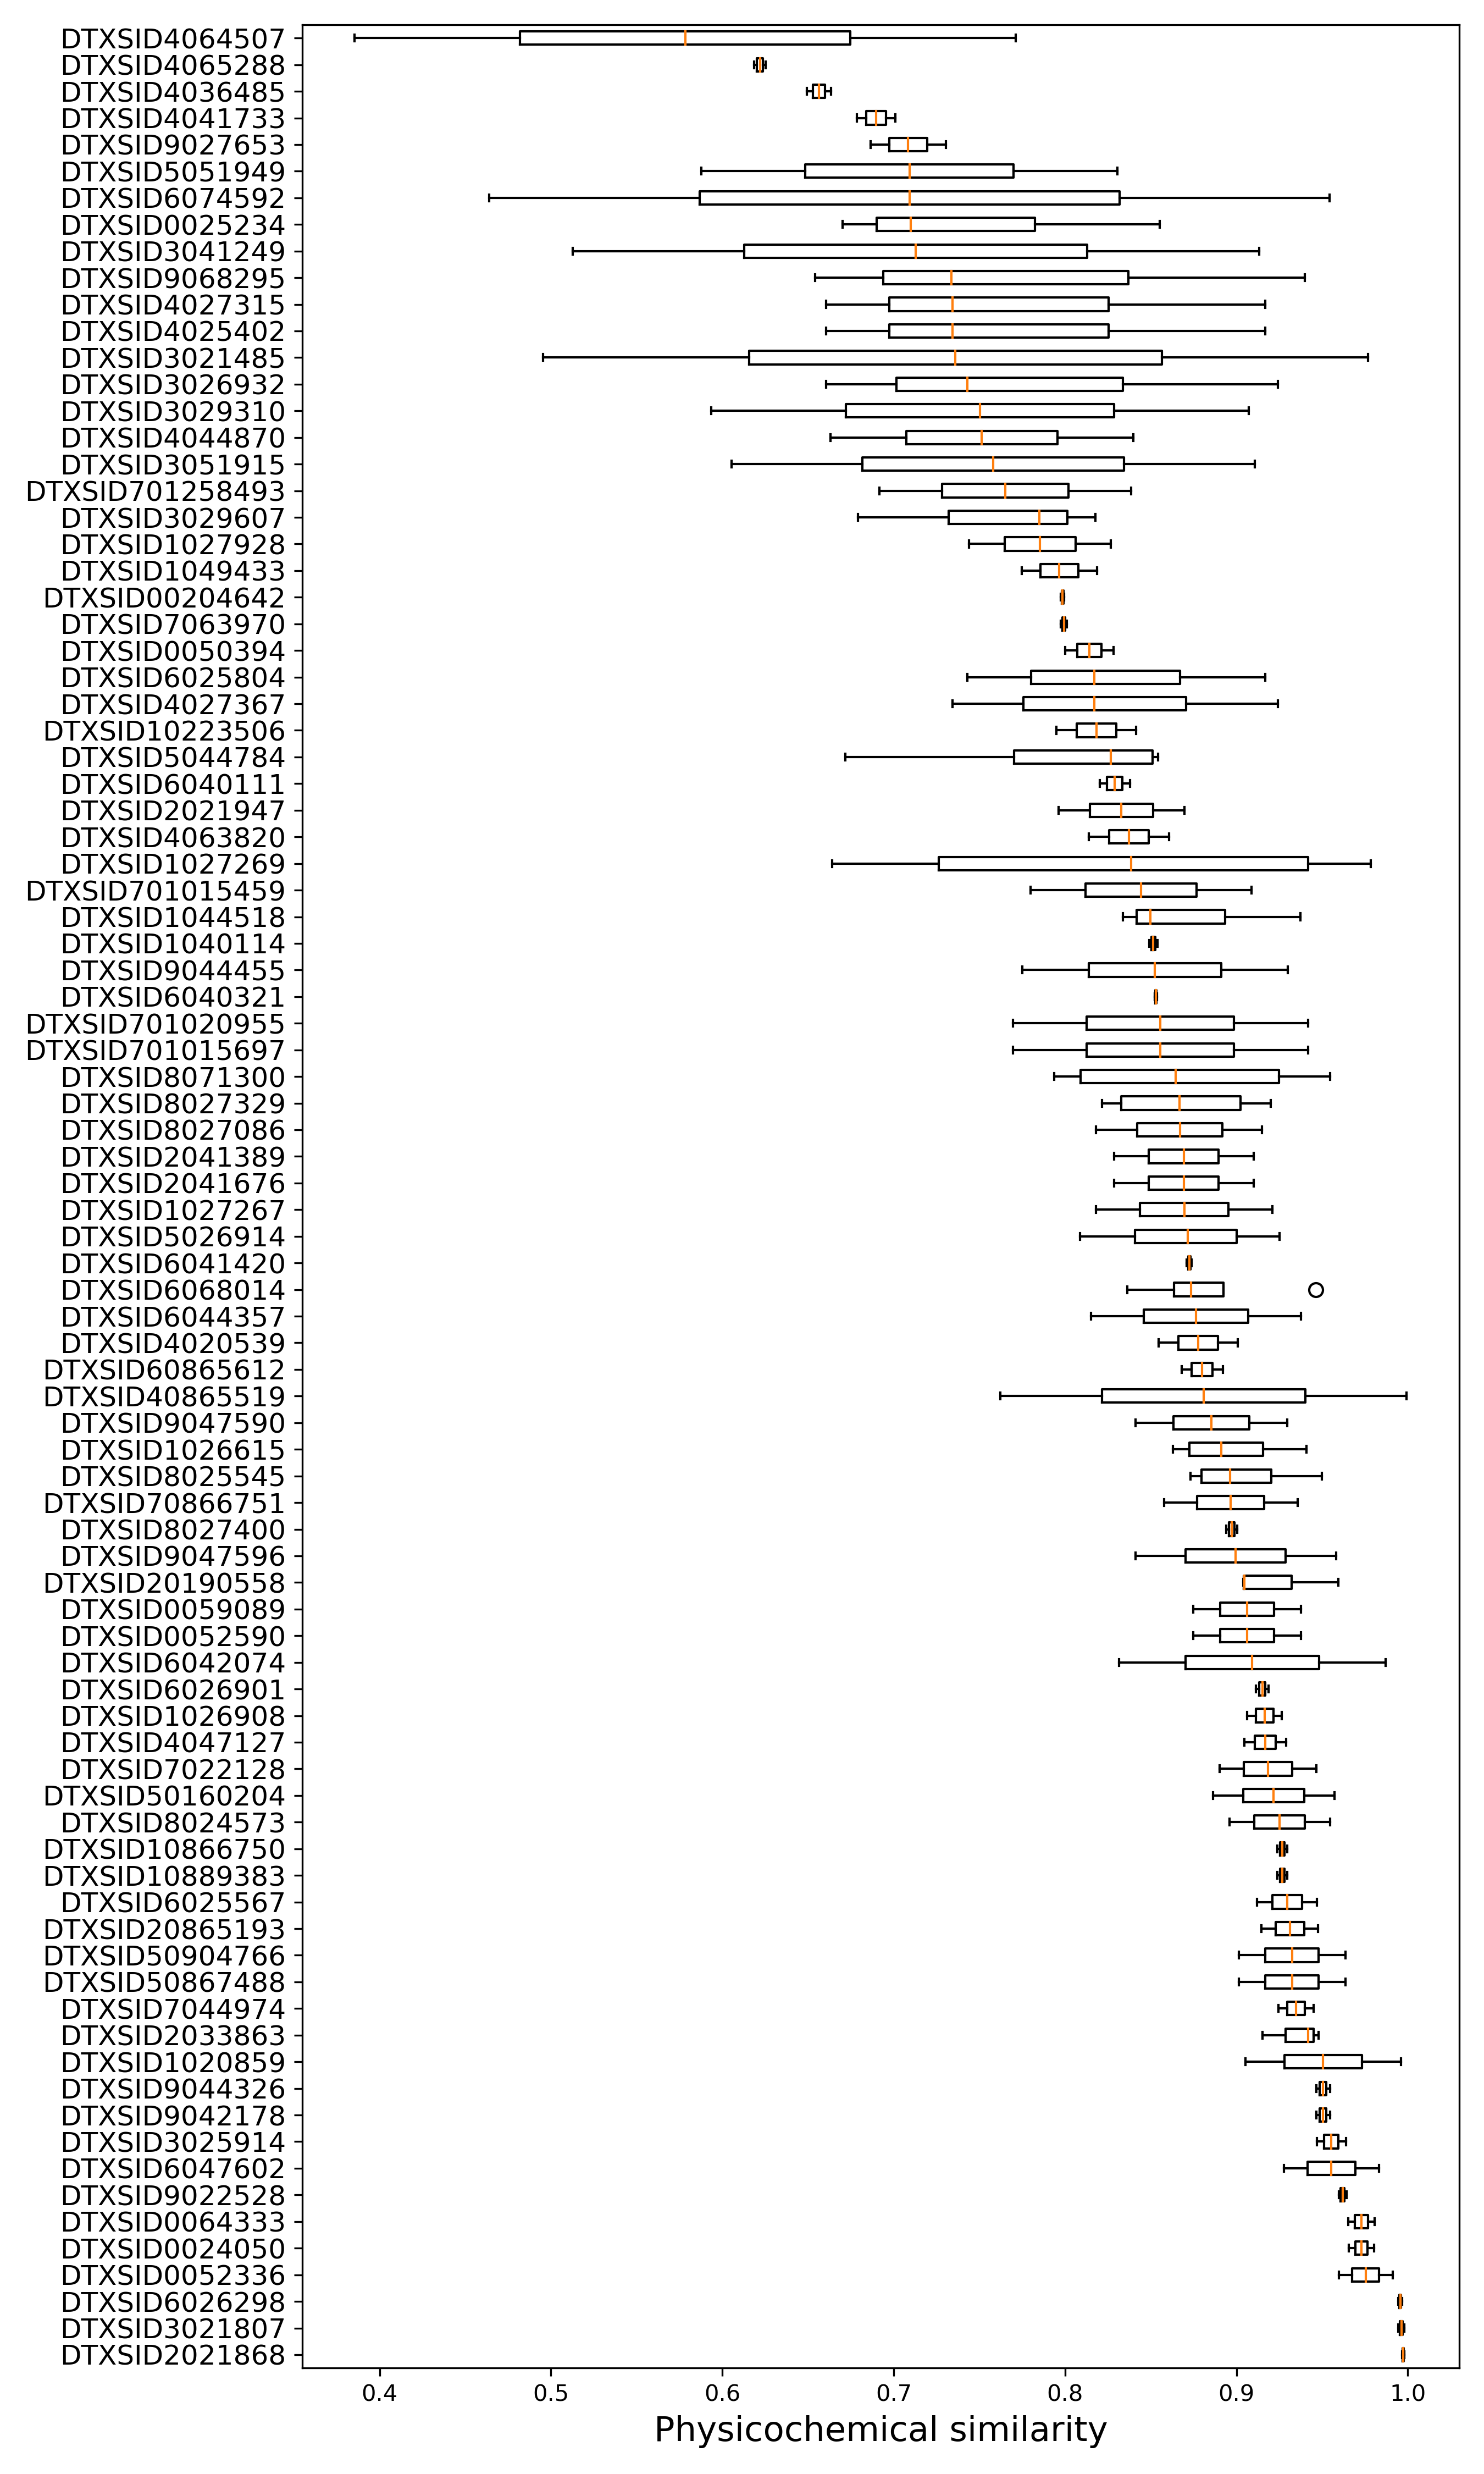 DTXSID4064507
DTXSID4065288
DTXSID4036485
DTXSID4041733
DTXSID9027653
DTXSID5051949
DTXSID6074592
DTXSID0025234
DTXSID3041249
DTXSID9068295
DTXSID4027315
DTXSID4025402
DTXSID3021485
DTXSID3026932
DTXSID3029310
DTXSID4044870
DTXSID3051915
DTXSID701258493
DTXSID3029607
DTXSID1027928
DTXSID1049433
DTXSID00204642
DTXSID7063970
DTXSID0050394
DTXSID6025804
DTXSID4027367
DTXSID10223506
DTXSID5044784
DTXSID6040111
DTXSID2021947
DTXSID4063820
DTXSID1027269
DTXSID701015459
DTXSID1044518
DTXSID1040114
DTXSID9044455
DTXSID6040321
DTXSID701020955
DTXSID701015697
DTXSID8071300
DTXSID8027329
DTXSID8027086
DTXSID2041389
DTXSID2041676
DTXSID1027267
DTXSID5026914
DTXSID6041420
DTXSID6068014
DTXSID6044357
DTXSID4020539
DTXSID60865612
DTXSID40865519
DTXSID9047590
DTXSID1026615
DTXSID8025545
DTXSID70866751
DTXSID8027400
DTXSID9047596
DTXSID20190558
DTXSID0059089
DTXSID0052590
DTXSID6042074
DTXSID6026901
DTXSID1026908
DTXSID4047127
DTXSID7022128
DTXSID50160204
DTXSID8024573
DTXSID10866750
DTXSID10889383
DTXSID6025567
DTXSID20865193
DTXSID50904766
DTXSID50867488
DTXSID7044974
DTXSID2033863
DTXSID1020859
DTXSID9044326
DTXSID9042178
DTXSID3025914
DTXSID6047602
DTXSID9022528
DTXSID0064333
DTXSID0024050
DTXSID0052336
DTXSID6026298
DTXSID3021807
DTXSID2021868
0.4 0.5 0.6 0.7 0.8 0.9 1.0
Physicochemical similarity